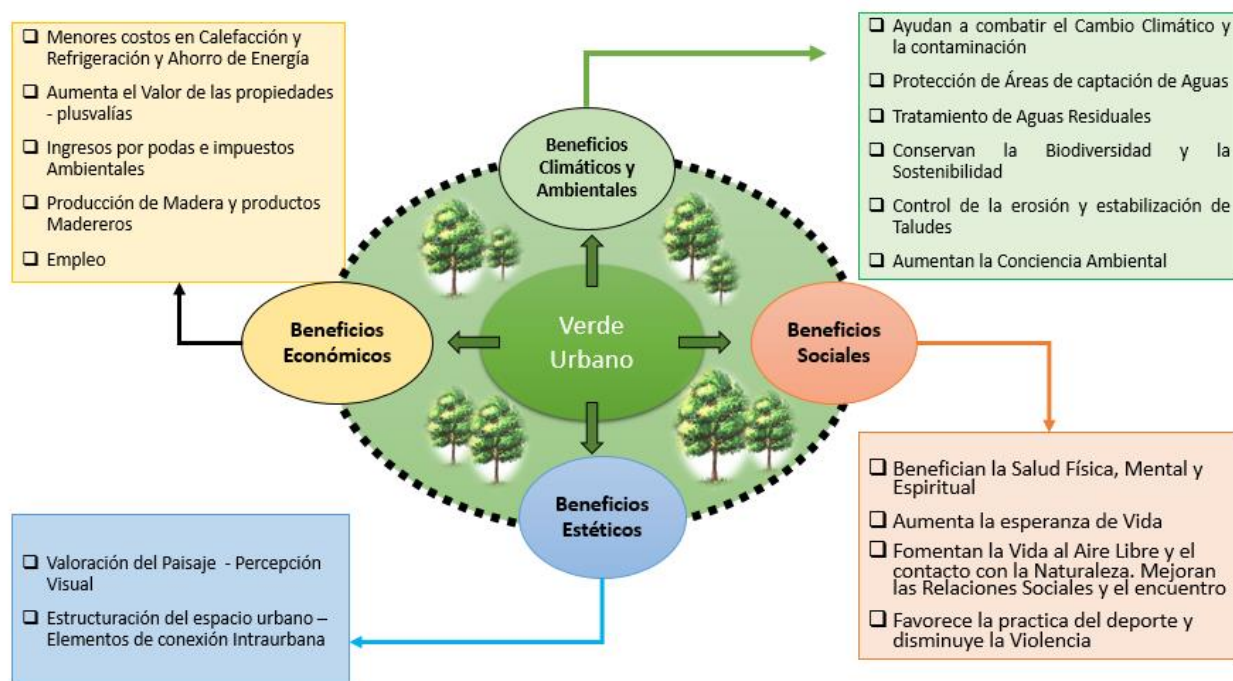 ❑ Menores costos en Calefacción y
Refrigeración y Ahorro de Energía
❑ Aumenta el Valor de las propiedades
- plusvalías
❑ Ingresos por podas e impuestos
Ambientales
❑ Producción de Madera y productos
Madereros
❑ Empleo
❑ Ayudan a combatir el Cambio Climático y
la contaminación
❑ Protección de Áreas de captación de Aguas
❑ Tratamiento de Aguas Residuales
❑ Conservan la Biodiversidad y la
Sostenibilidad
❑ Control de la erosión y estabilización de
Taludes
❑ Aumentan la Conciencia Ambiental
Beneficios
Climáticos y
Ambientales
Beneficios
Económicos
Verde
Urbano
Beneficios
Sociales
Beneficios
Estéticos
❑ Valoración del Paisaje - Percepción
Visual
❑ Estructuración del espacio urbano –
Elementos de conexión Intraurbana
❑ Benefician la Salud Física, Mental y
Espiritual
❑ Aumenta la esperanza de Vida
❑ Fomentan la Vida al Aire Libre y el
contacto con la Naturaleza. Mejoran
las Relaciones Sociales y el encuentro
❑ Favorece la practica del deporte y
disminuye la Violencia